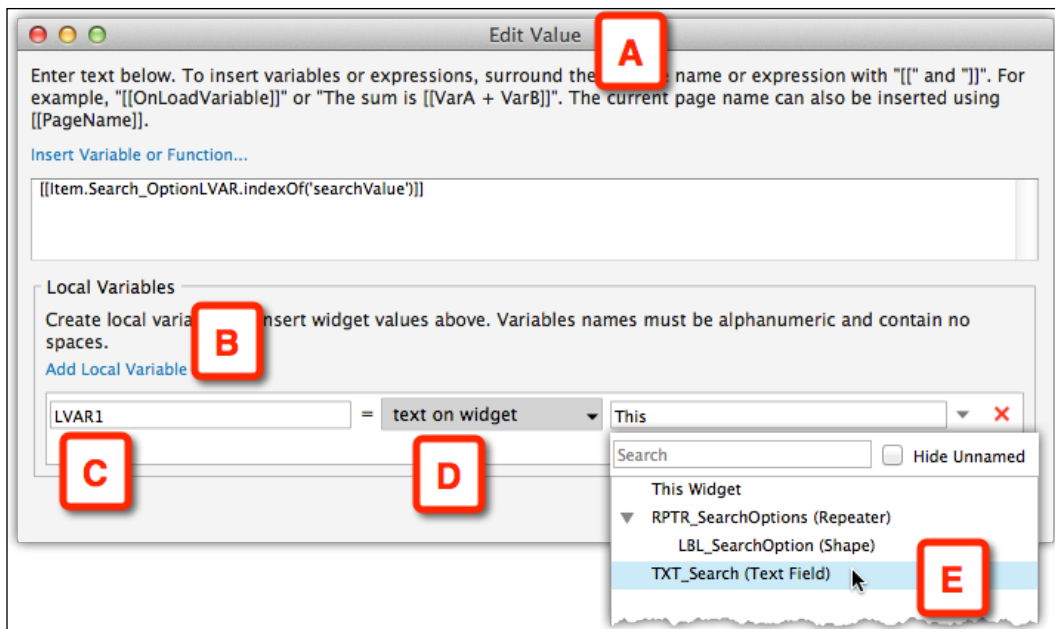 Edit Value
A
Enter text below. To insert variables or expressions, surround the name or expression with "[[" and "]]". For
example, "[[OnLoadVariable]]" or "The sum is [[VarA + VarB]]". The current page name can also be inserted using
[[PageName]].
Insert Variable or Function...
[[Item.Search_OptionLVAR.indexOf('searchValue')]]
Local Variables
Create local insert widget values above. Variables names must be alphanumeric and contain no
spaces.
B
Add Local Variable
LVAR1 = text on widget This
C
D
Search Hide Unnamed
This Widget
RPTR_SearchOptions (Repeater)
LBL_SearchOption (Shape)
TXT_Search (Text Field)
E